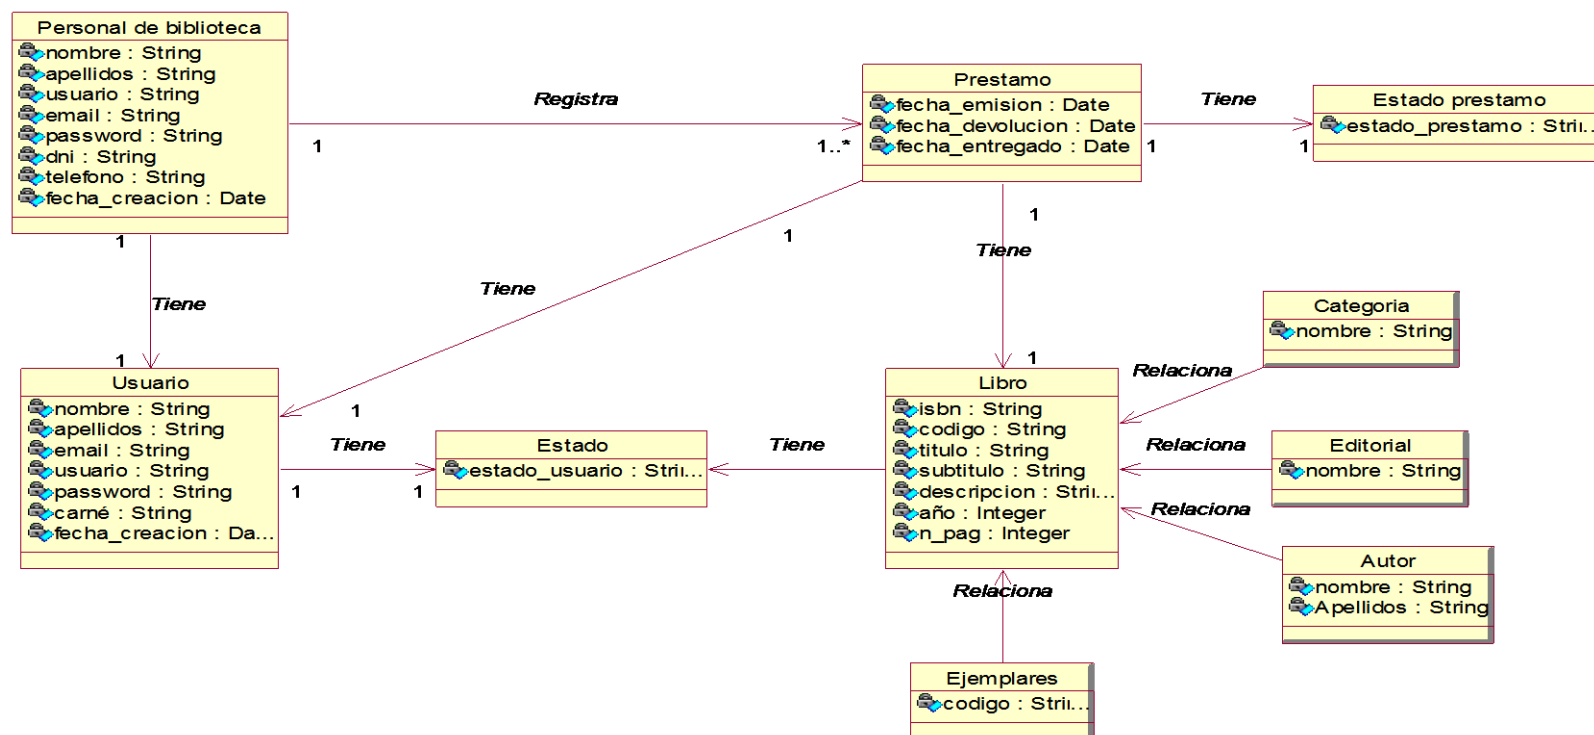 Personal de biblioteca
nombre : String
apellidos : String
usuario : String
email : String
password : String
dni : String
telefono : String
fecha_creacion : Date
Registra
1
1..*
Prestamo
fecha_emision : Date
fecha_devolucion : Date
fecha_entregado : Date
Tiene
1
1
Estado prestamo
estado_prestamo : Strii...
1
Tiene
1
1
Tiene
1
1
Tiene
1
Usuario
nombre : String
apellidos : String
email : String
usuario : String
password : String
carné : String
fecha_creacion : Da...
Tiene
1
1
Estado
estado_usuario : Strii...
Tiene
Libro
isbn : String
codigo : String
titulo : String
subtitulo : String
descripcion : Strii...
año : Integer
n_pag : Integer
Categoria
nombre : String
Relaciona
Editorial
nombre : String
Relaciona
Autor
nombre : String
Apellidos : String
Relaciona
Relaciona
Ejemplares
codigo : Strii...